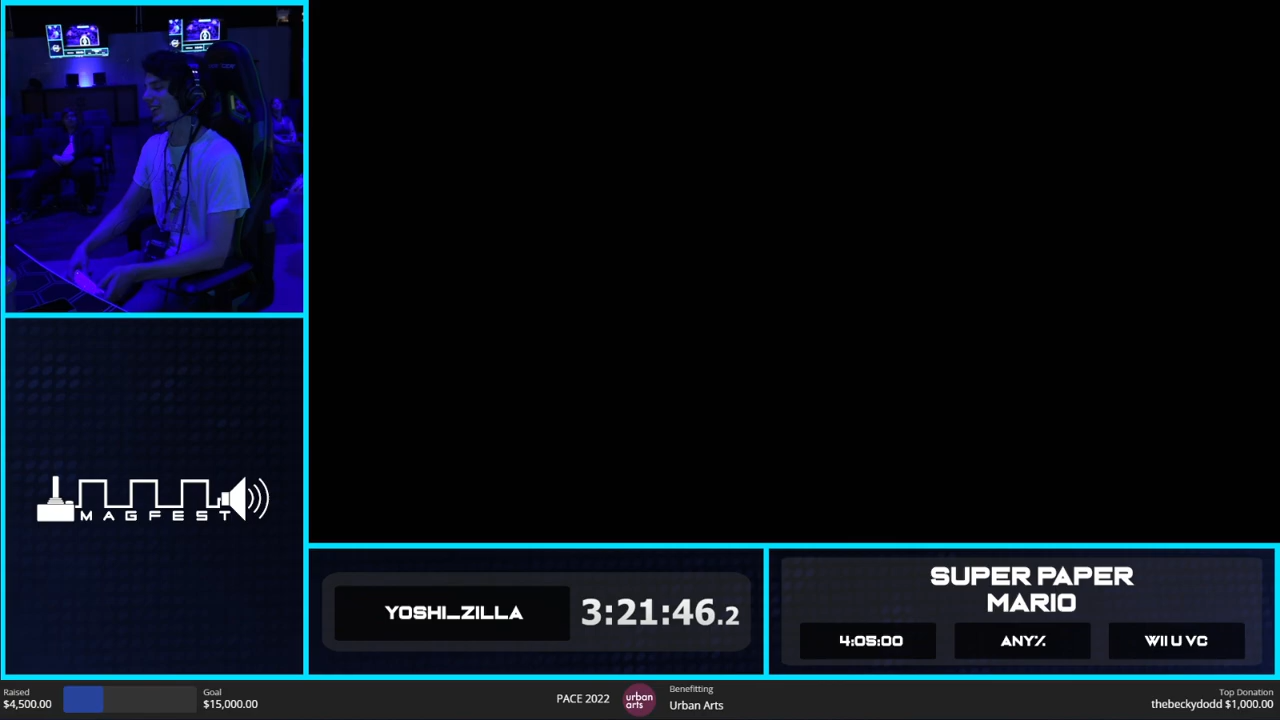 MAGFEST
YOSHI_ZILLA
3:21:46.2
SUPER PAPER
MARIO
4:05:00
ANY%
WII U VC
Raised
$4,500.00
Goal
$15,000.00
PACE 2022
urban
arts
Benefitting
Urban Arts
Top Donation
thebeckydodd $1,000.00